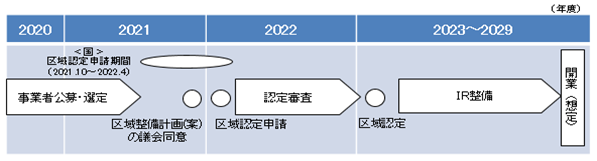 （年度）
2020
2021
2022
2023～2029
＜国＞
区域認定申請期間
（2021.10～2022.4）
事業者公募・選定
認定審査
IR整備
開業（想定）
区域整備計画（案）
の議会同意
区域認定申請
区域認定